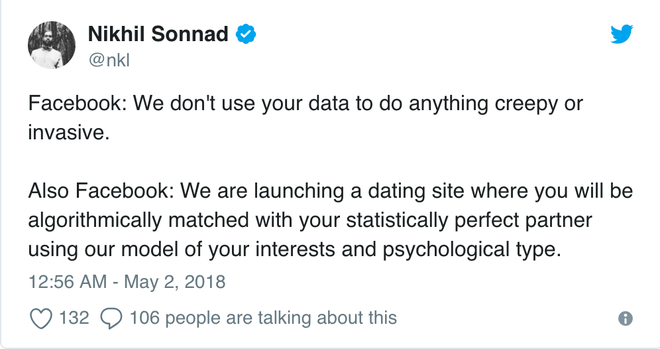 Nikhil Sonnad
@nkl
Facebook: We don't use your data to do anything creepy or
invasive.
Also Facebook: We are launching a dating site where you will be
algorithmically matched with your statistically perfect partner
using our model of your interests and psychological type.
12:56 AM - May 2, 2018
132 106 people are talking about this